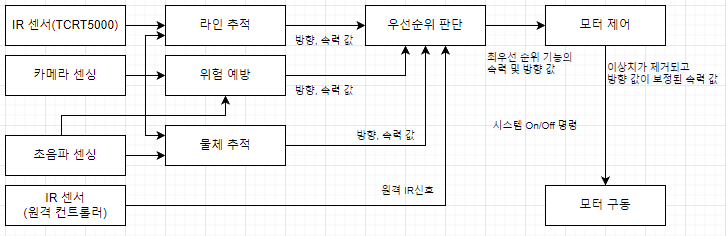 IR 센서(TCRT5000)
라인 추적
방향, 속력 값
우선순위 판단
모터 제어
최우선 순위 기능의
속력 및 방향 값
이상치가 제거되고
방향 값이 보정된 속력 값
카메라 센싱
위험 예방
방향, 속력 값
초음파 센싱
물체 추적
방향, 속력 값
시스템 On/Off 명령
IR 센서
(원격 컨트롤러)
원격 IR신호
모터 구동